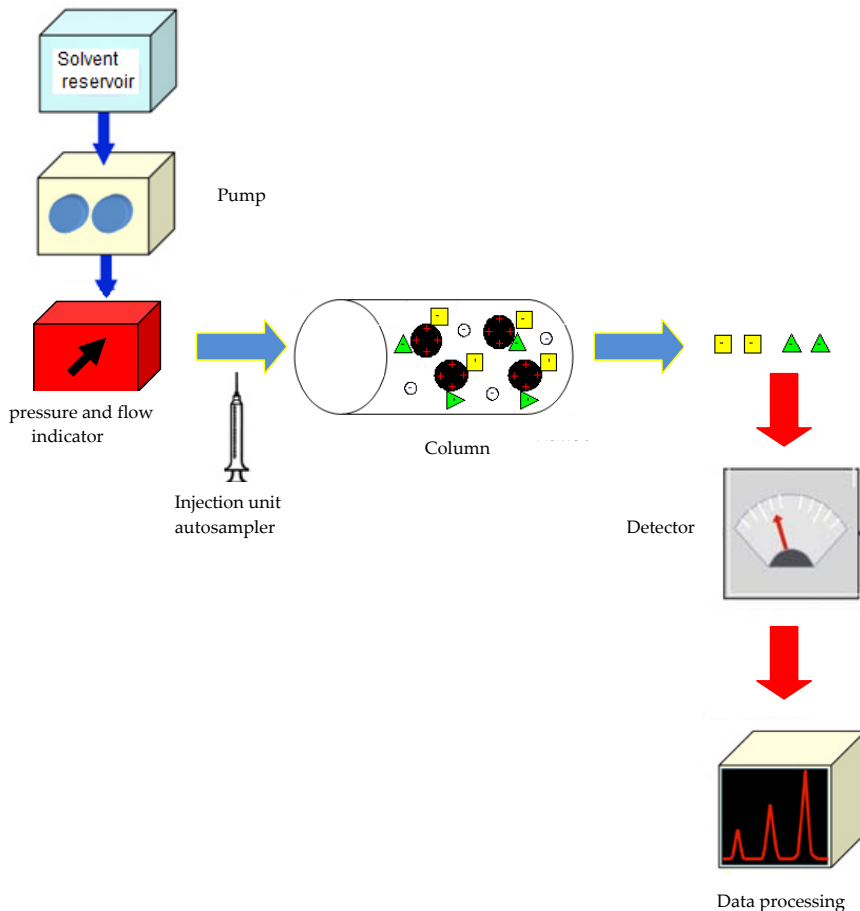 Solvent
reservoir
Pump
pressure and flow
indicator
Injection unit
autosampler
Column
Detector
Data processing